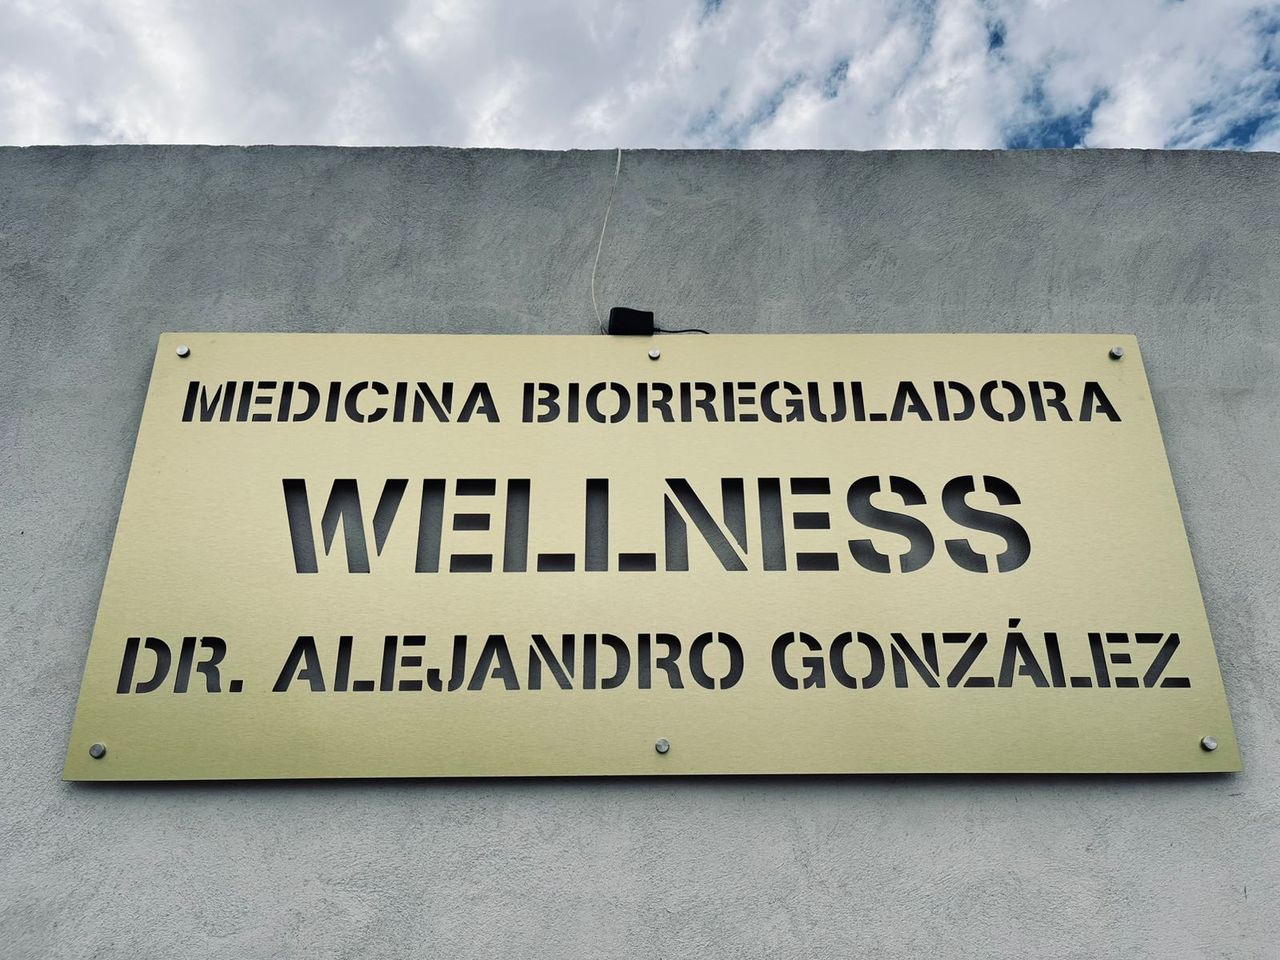 MEDICINA BIORREGULADORA
WELLNESS
DR. ALEJANDRO GONZÁLEZ